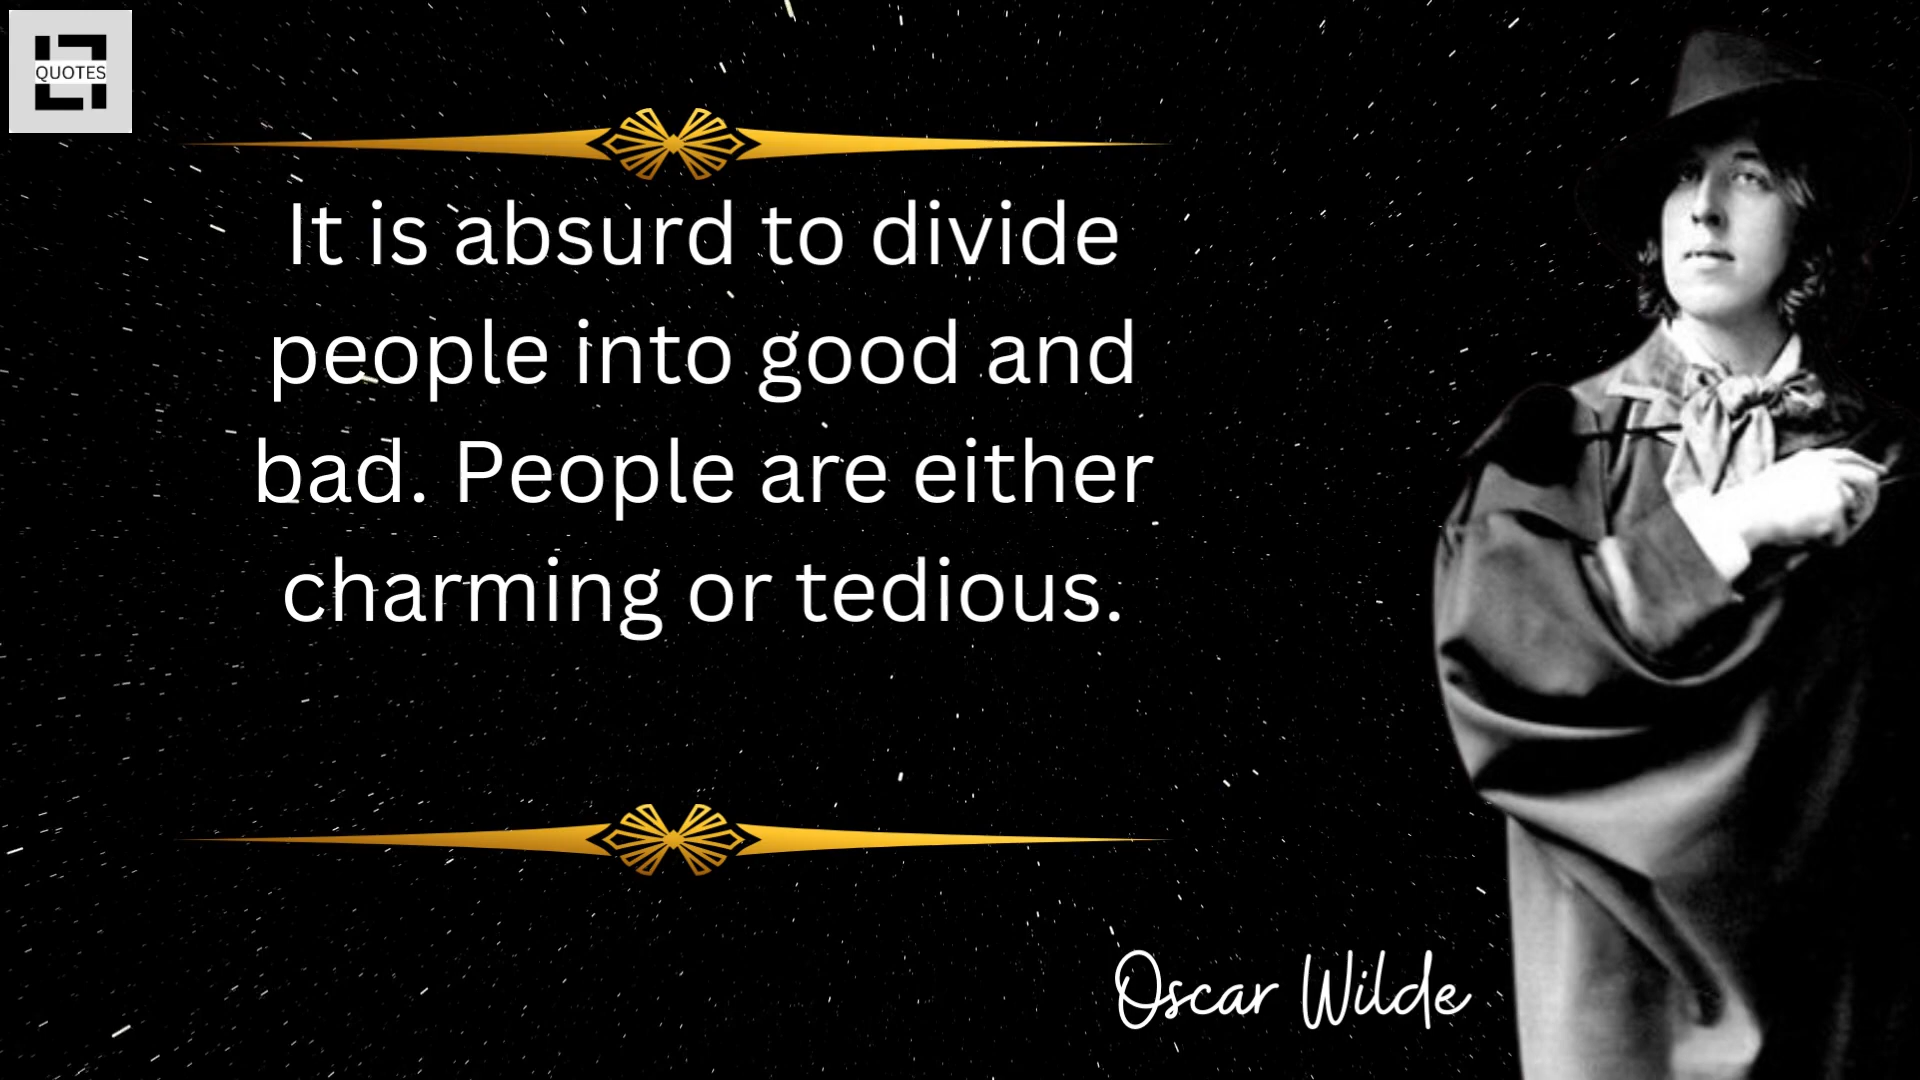 QUOTES
It is absurd to divide
people into good and
bad. People are either
charming or tedious.
Oscar Wilde